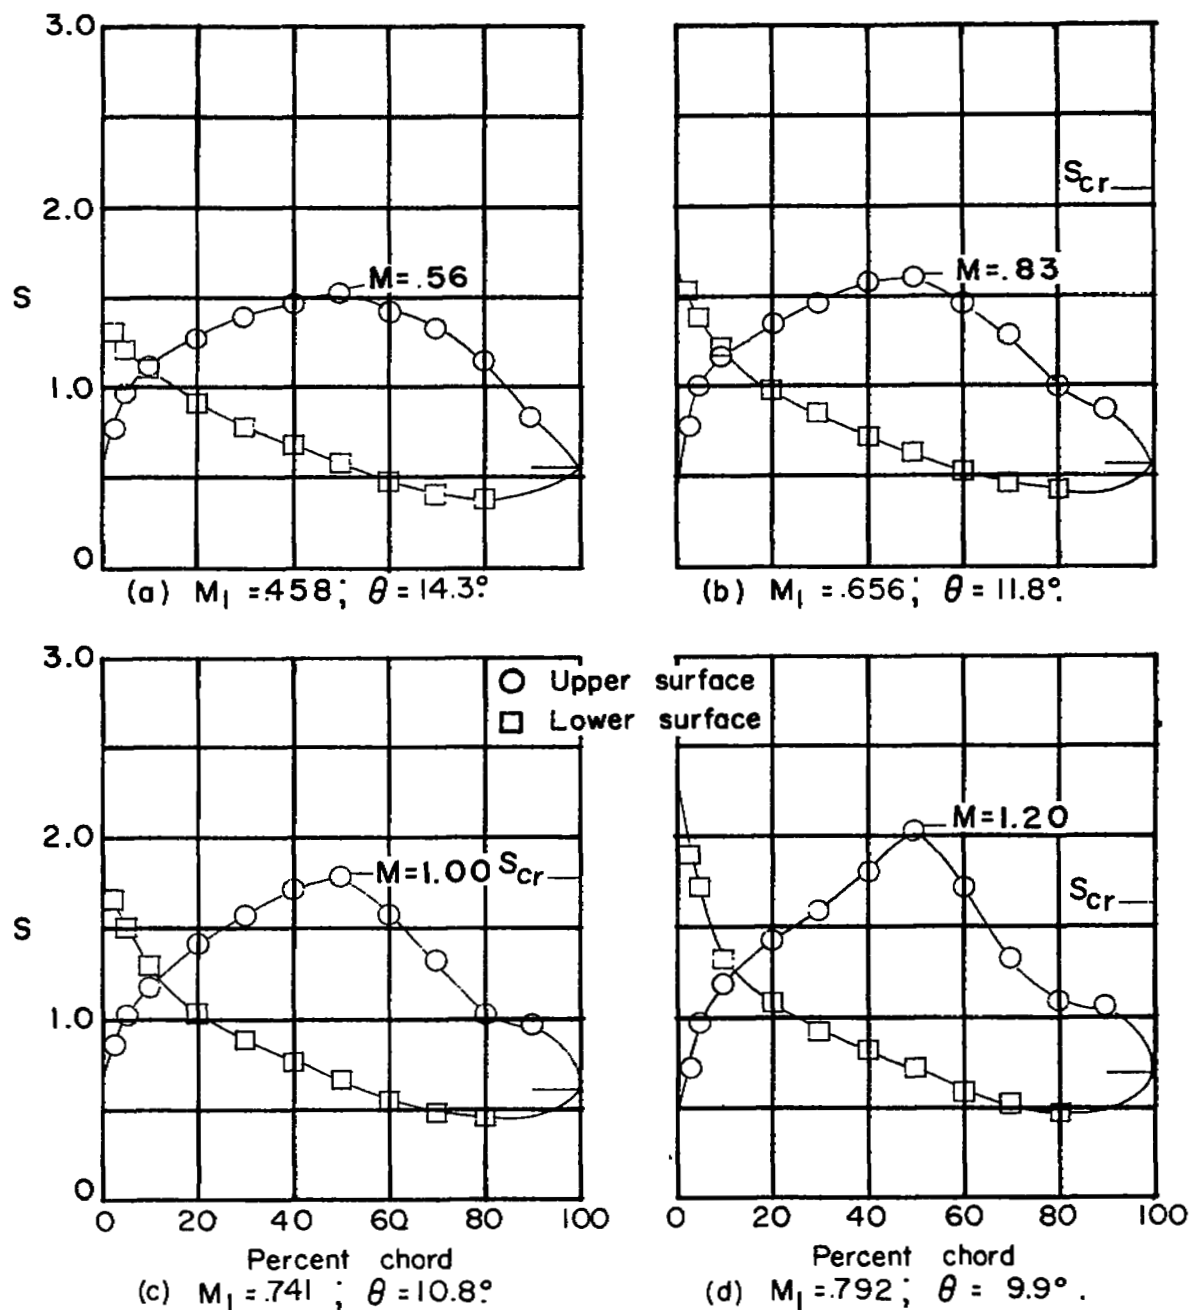 3.0
2.0
S
1.0
0
M=.56
(a) M₁ =.458; θ = 14.3°.
Scr
M=.83
(b) M₁ =.656; θ = 11.8°.
3.0
2.0
S
1.0
0
Upper surface
Lower surface
M=1.00 Scr
0 20 40 60 80 100
Percent chord
(c) M₁ =.741 ; θ =10.8°.
M=1.20
Scr
0 20 40 60 80 100
Percent chord
(d) M₁ =.792; θ = 9.9° .